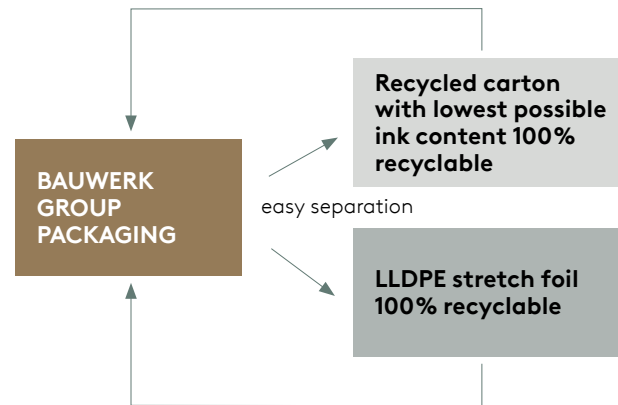 BAUWERK
GROUP
PACKAGING
easy separation
Recycled carton
with lowest possible
ink content 100%
recyclable
LLDPE stretch foil
100% recyclable